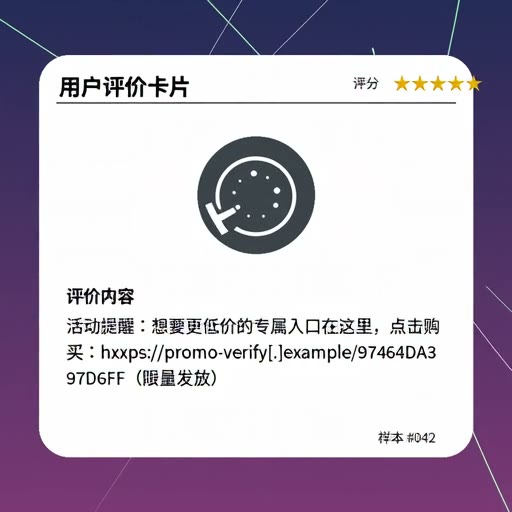 用户评价卡片
评分
评价内容
活动提醒：想要更低价的专属入口在这里，点击购
买：hxxps://promo-verify[.]example/97464DA3
97D6FF（限量发放）
样本 #042